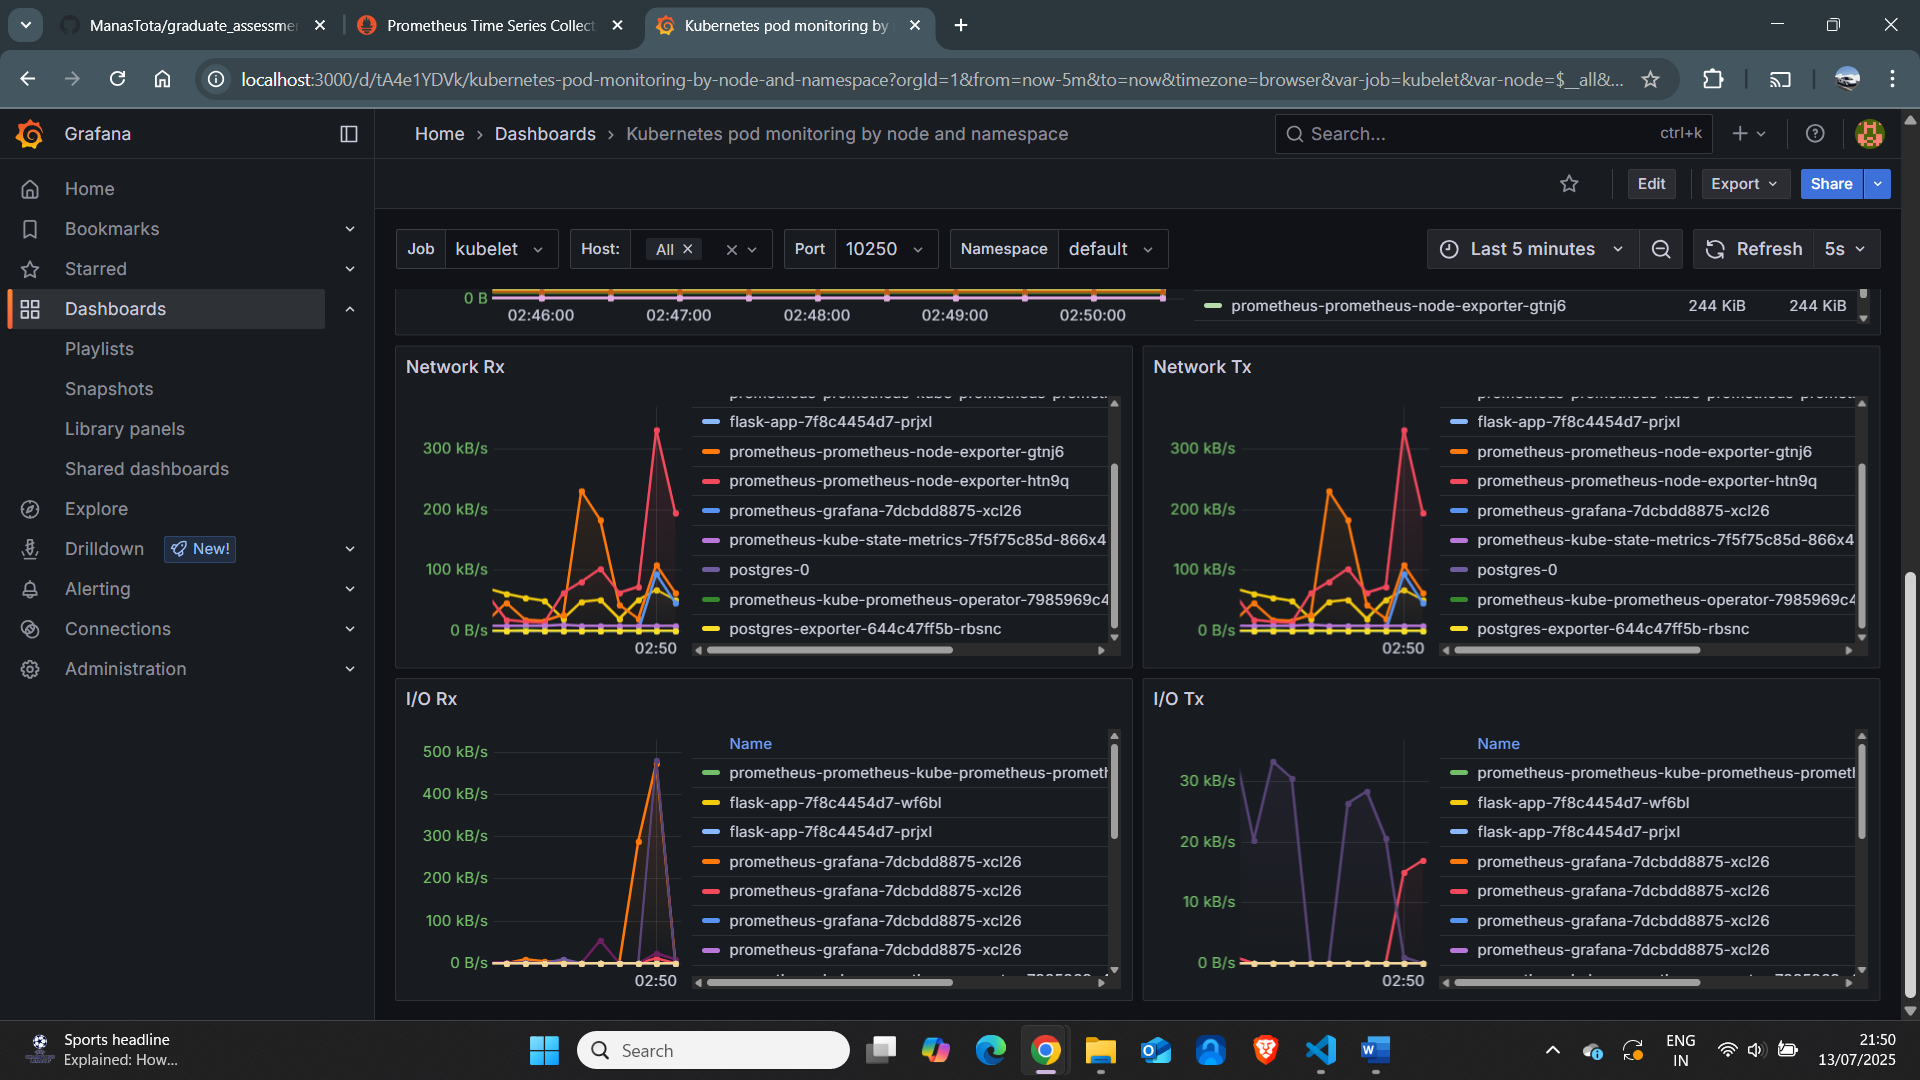 ManasTota/graduate_assessmen
Prometheus Time Series Collect
Kubernetes pod monitoring by
localhost:3000/d/tA4e1YDVk/kubernetes-pod-monitoring-by-node-and-namespace?orgId=1&from=now-5m&to=now&timezone=browser&var-job=kubelet&var-node=$__all&...
Grafana
Home › Dashboards › Kubernetes pod monitoring by node and namespace
Search... ctrl+k
Edit Export Share
Home
Bookmarks
Starred
Dashboards
Playlists
Snapshots
Library panels
Shared dashboards
Explore
Drilldown New!
Alerting
Connections
Administration
Job kubelet Host: All Port 10250 Namespace default Last 5 minutes Refresh 5s
0 B
02:46:00 02:47:00 02:48:00 02:49:00 02:50:00
prometheus-prometheus-node-exporter-gtnj6 244 KiB 244 KiB
Network Rx
300 kB/s
200 kB/s
100 kB/s
0 B/s
02:50
flask-app-7f8c4454d7-prjxl
prometheus-prometheus-node-exporter-gtnj6
prometheus-prometheus-node-exporter-htn9q
prometheus-grafana-7dcbdd8875-xcl26
prometheus-kube-state-metrics-7f5f75c85d-866x4
postgres-0
prometheus-kube-prometheus-operator-7985969c4
postgres-exporter-644c47ff5b-rbsnc
Network Tx
300 kB/s
200 kB/s
100 kB/s
0 B/s
02:50
flask-app-7f8c4454d7-prjxl
prometheus-prometheus-node-exporter-gtnj6
prometheus-prometheus-node-exporter-htn9q
prometheus-grafana-7dcbdd8875-xcl26
prometheus-kube-state-metrics-7f5f75c85d-866x4
postgres-0
prometheus-kube-prometheus-operator-7985969c4
postgres-exporter-644c47ff5b-rbsnc
I/O Rx
500 kB/s
400 kB/s
300 kB/s
200 kB/s
100 kB/s
0 B/s
02:50
Name
prometheus-prometheus-kube-prometheus-prometh
flask-app-7f8c4454d7-wf6bl
flask-app-7f8c4454d7-prjxl
prometheus-grafana-7dcbdd8875-xcl26
prometheus-grafana-7dcbdd8875-xcl26
prometheus-grafana-7dcbdd8875-xcl26
prometheus-grafana-7dcbdd8875-xcl26
I/O Tx
30 kB/s
20 kB/s
10 kB/s
0 B/s
02:50
Name
prometheus-prometheus-kube-prometheus-promet
flask-app-7f8c4454d7-wf6bl
flask-app-7f8c4454d7-prjxl
prometheus-grafana-7dcbdd8875-xcl26
prometheus-grafana-7dcbdd8875-xcl26
prometheus-grafana-7dcbdd8875-xcl26
prometheus-grafana-7dcbdd8875-xcl26
Sports headline
Explained: How...
Search
ENG
IN
21:50
13/07/2025